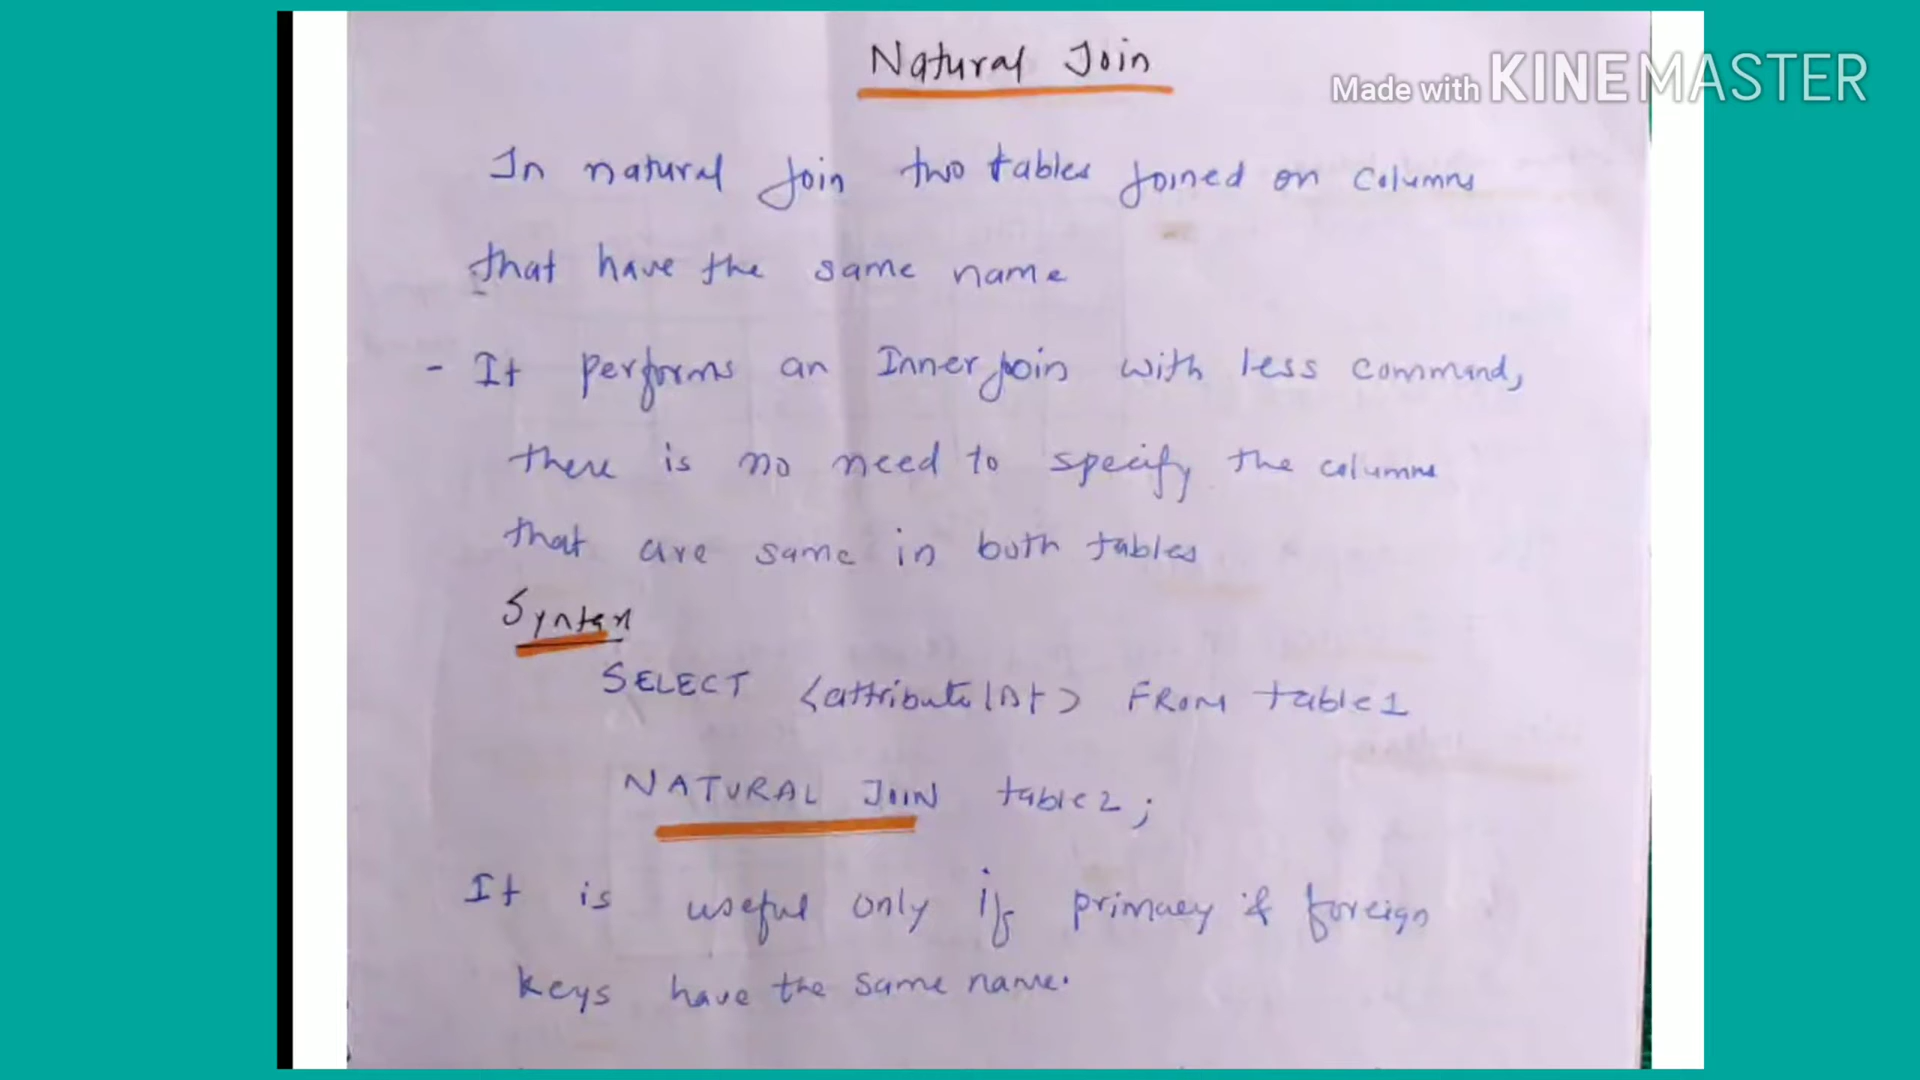 Natural Join
Made with KINEMASTER
In natural join two tables joined on columns
that have the same name
- It performs an Inner join with less command,
there is no need to specify the columns
that are same in both tables
Syntax
SELECT <attributelist> FROM table1
NATURAL JOIN table2;
It is useful only if primary & foreign
keys have the same name.